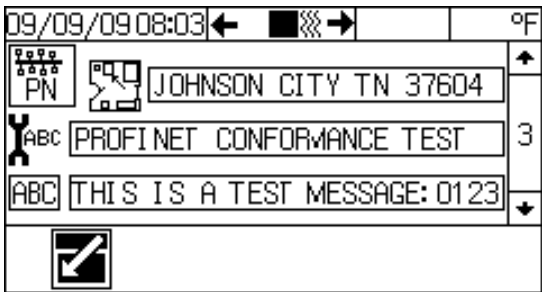 09/09/09 08:03 °F
PN JOHNSON CITY TN 37604
ABC PROFINET CONFORMANCE TEST 3
ABC THIS IS A TEST MESSAGE: 0123